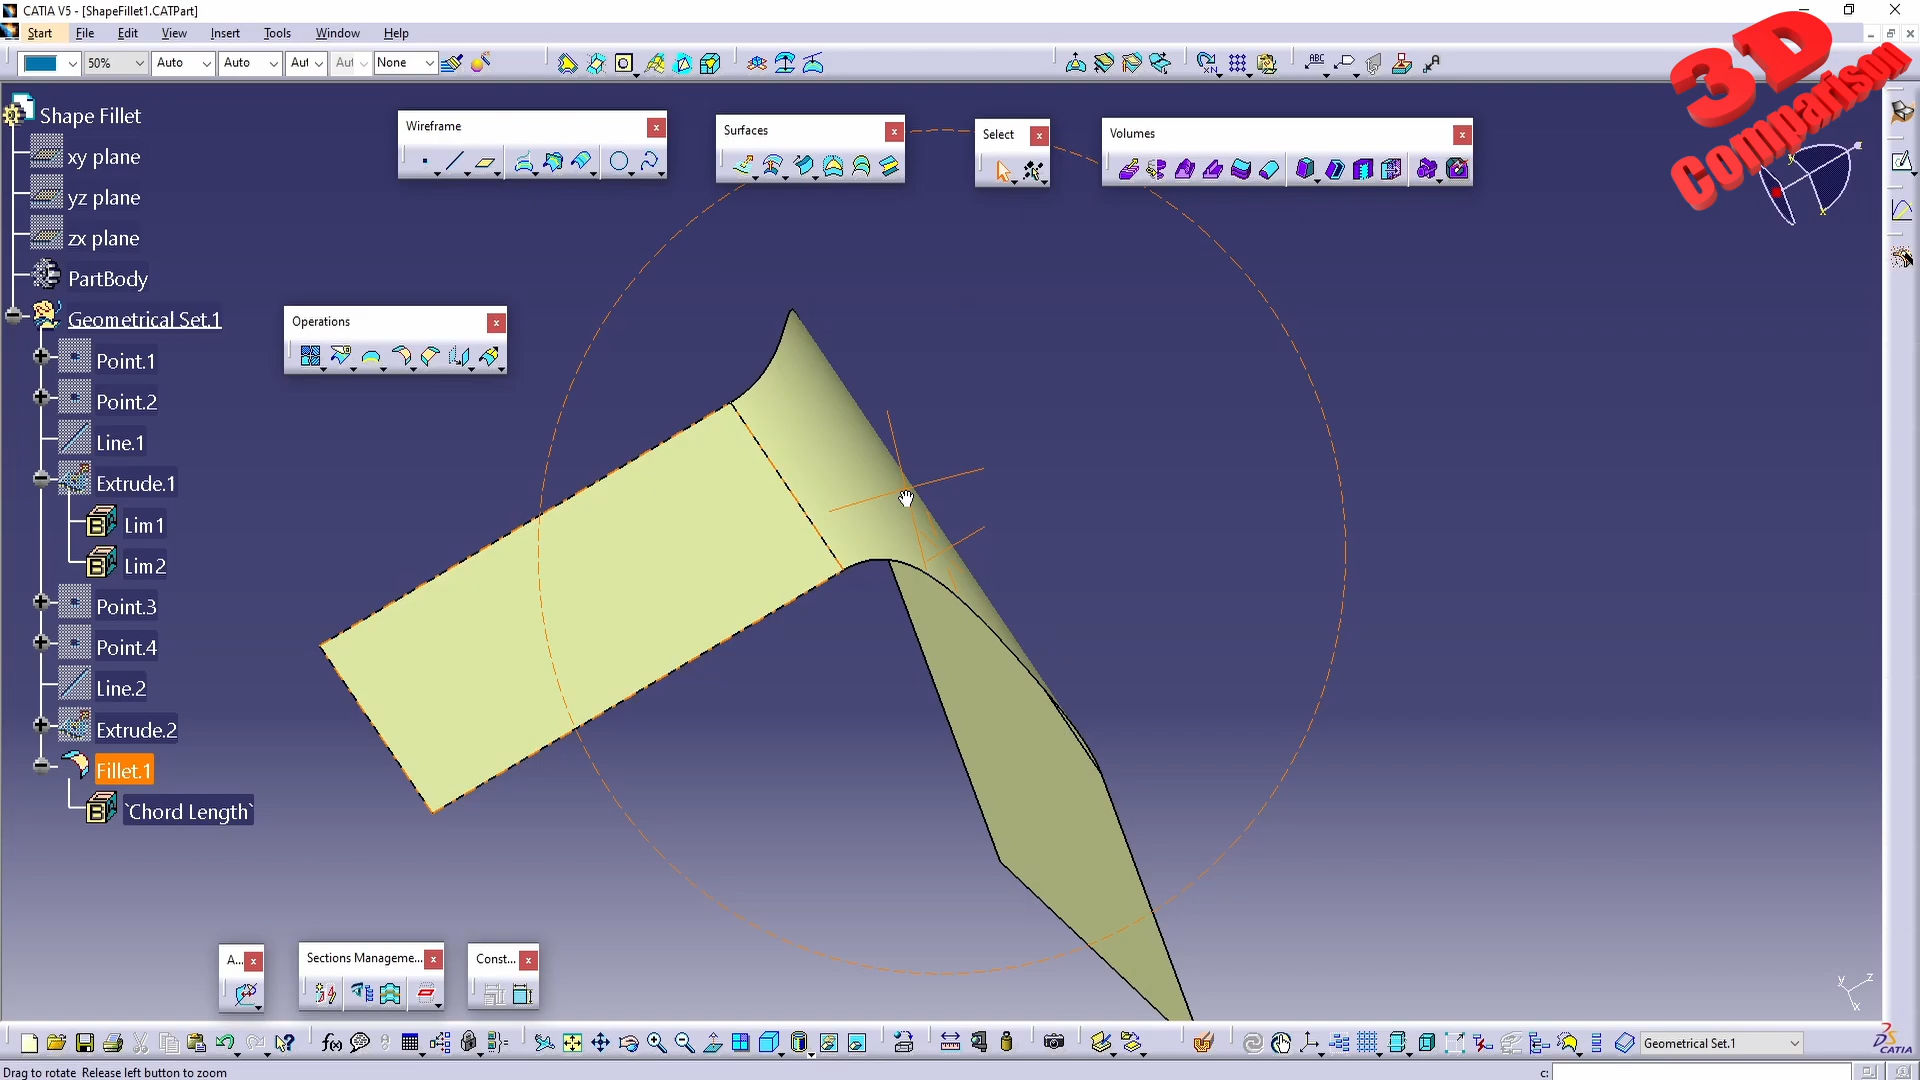 CATIA V5 - [ShapeFillet1.CATPart]
Start File Edit View Insert Tools Window Help
50% Auto Auto Aut Aut None
3D
Comparison
Shape Fillet
xy plane
yz plane
zx plane
PartBody
Geometrical Set.1
Point.1
Point.2
Line.1
Extrude.1
Lim1
Lim2
Point.3
Point.4
Line.2
Extrude.2
Fillet.1
`Chord Length`
Wireframe
Surfaces
Select
Volumes
Operations
A...
Sections Manageme...
Const...
y z
x
Geometrical Set.1
CATIA
Drag to rotate Release left button to zoom
c: